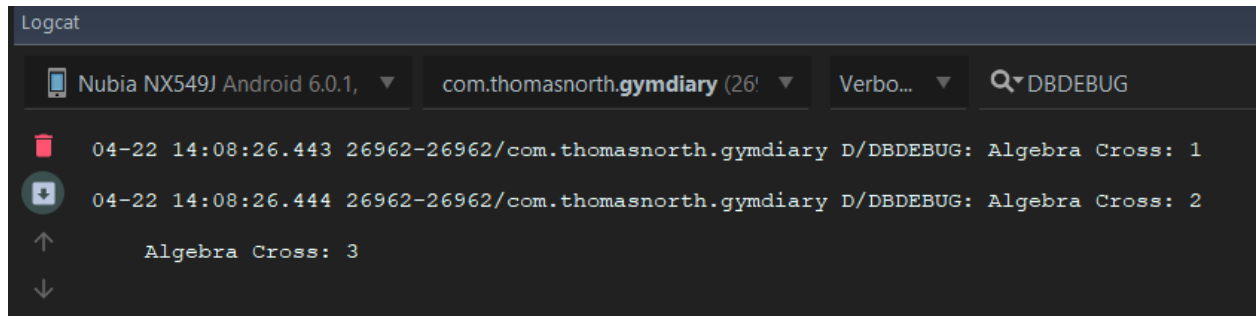 Logcat
Nubia NX549J Android 6.0.1, com.thomasnorth.gymdiary (269 Verbo... DBDEBUG
04-22 14:08:26.443 26962-26962/com.thomasnorth.gymdiary D/DBDEBUG: Algebra Cross: 1
04-22 14:08:26.444 26962-26962/com.thomasnorth.gymdiary D/DBDEBUG: Algebra Cross: 2
Algebra Cross: 3